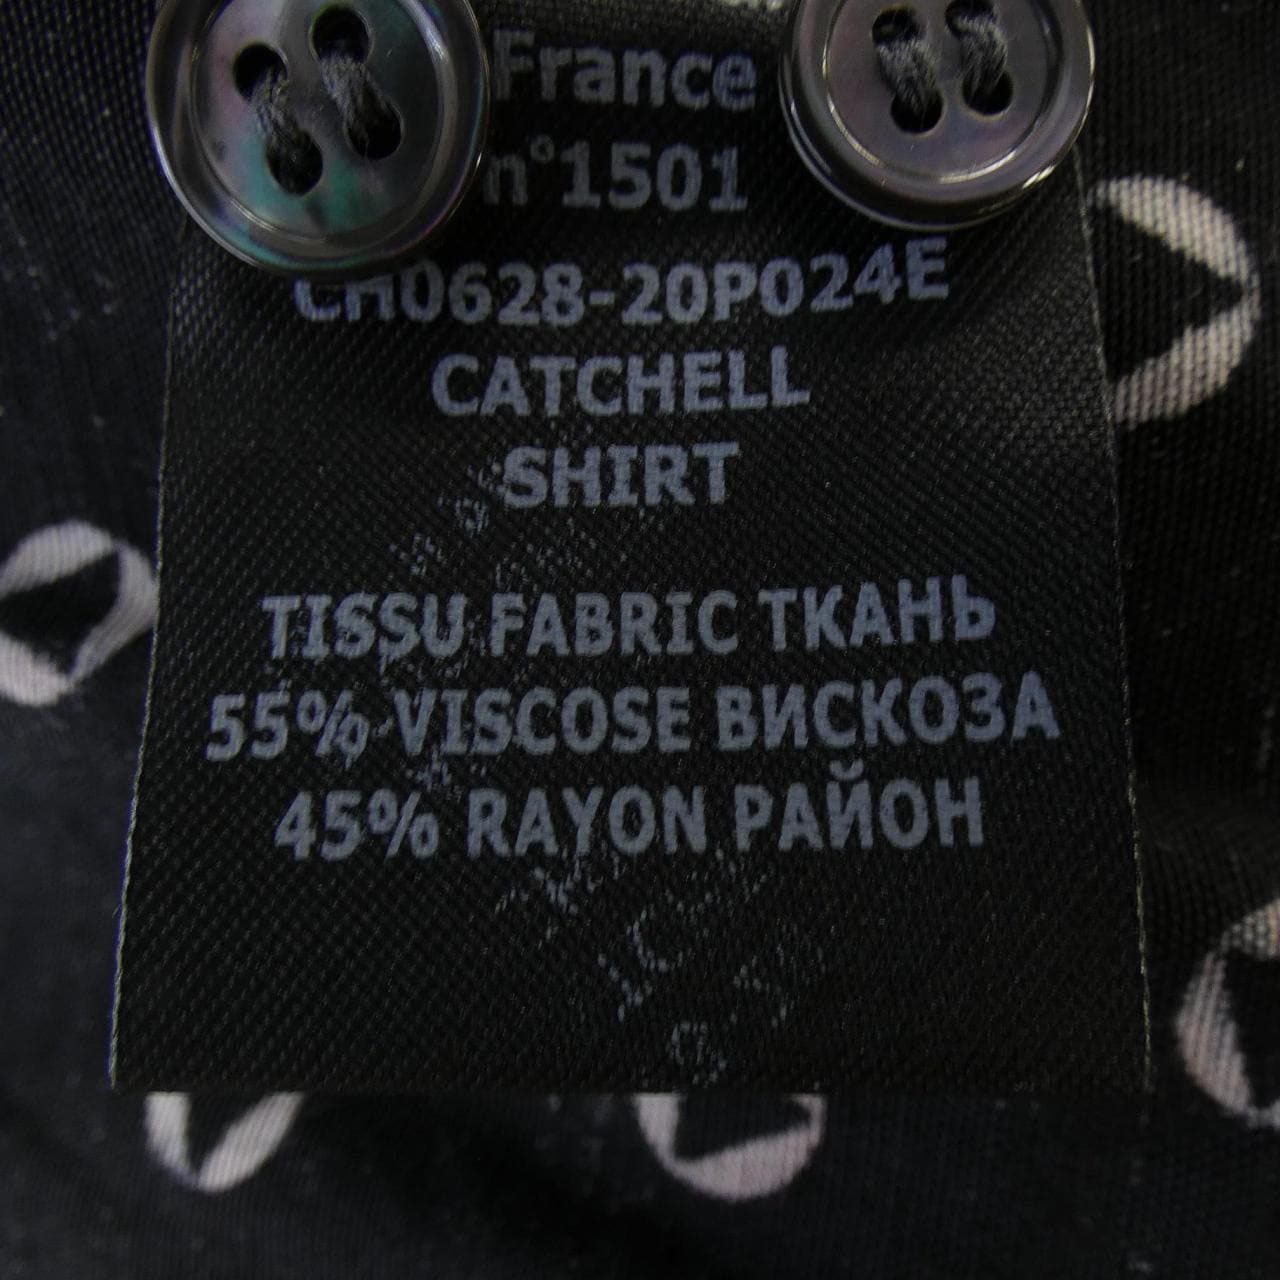 France
n°1501
CH0628-20P024E
CATCHELL
SHIRT
TISSU FABRIC ТКАНЬ
55% VISCOSE ВИСКОЗА
45% RAYON РАЙОН